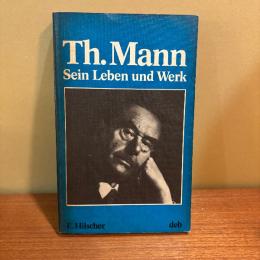 Th. Mann
Sein Leben und Werk
E. Hilscher
deb